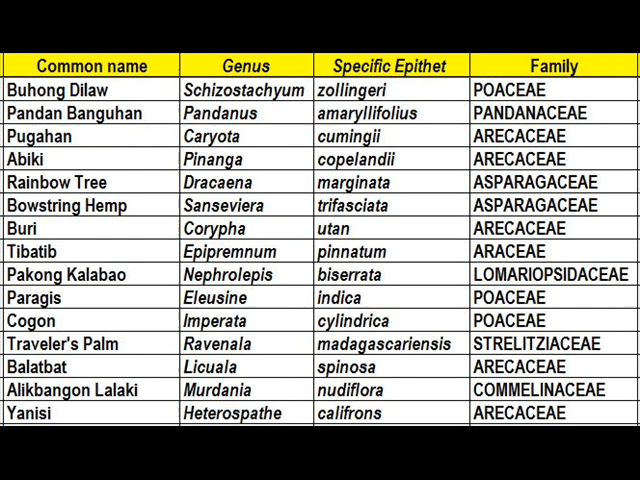 Common name Genus Specific Epithet Family
Buhong Dilaw Schizostachyum zollingeri POACEAE
Pandan Banguhan Pandanus amaryllifolius PANDANACEAE
Pugahan Caryota cumingii ARECACEAE
Abiki Pinanga copelandii ARECACEAE
Rainbow Tree Dracaena marginata ASPARAGACEAE
Bowstring Hemp Sanseviera trifasciata ASPARAGACEAE
Buri Corypha utan ARECACEAE
Tibatib Epipremnum pinnatum ARACEAE
Pakong Kalabao Nephrolepis biserrata LOMARIOPSIDACEAE
Paragis Eleusine indica POACEAE
Cogon Imperata cylindrica POACEAE
Traveler's Palm Ravenala madagascariensis STRELITZIACEAE
Balatbat Licuala spinosa ARECACEAE
Alikbangon Lalaki Murdania nudiflora COMMELINACEAE
Yanisi Heterospathe califrons ARECACEAE